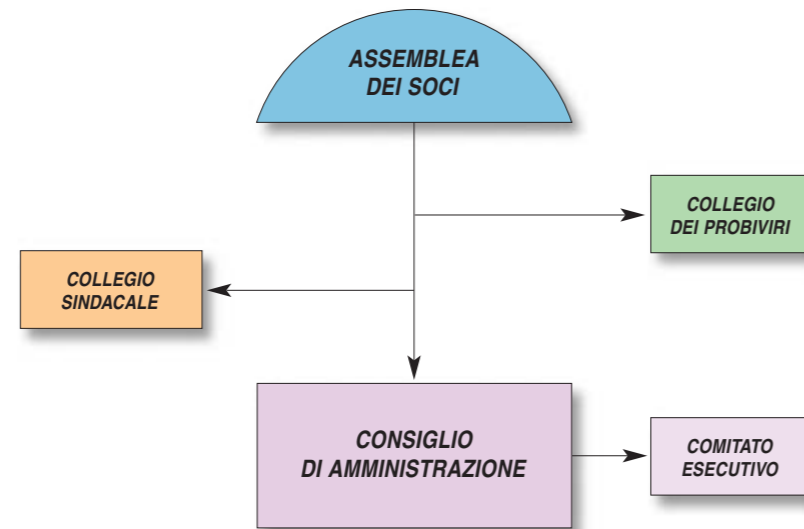 ASSEMBLEA
DEI SOCI
COLLEGIO
DEI PROBIVIRI
COLLEGIO
SINDACALE
CONSIGLIO
DI AMMINISTRAZIONE
COMITATO
ESECUTIVO